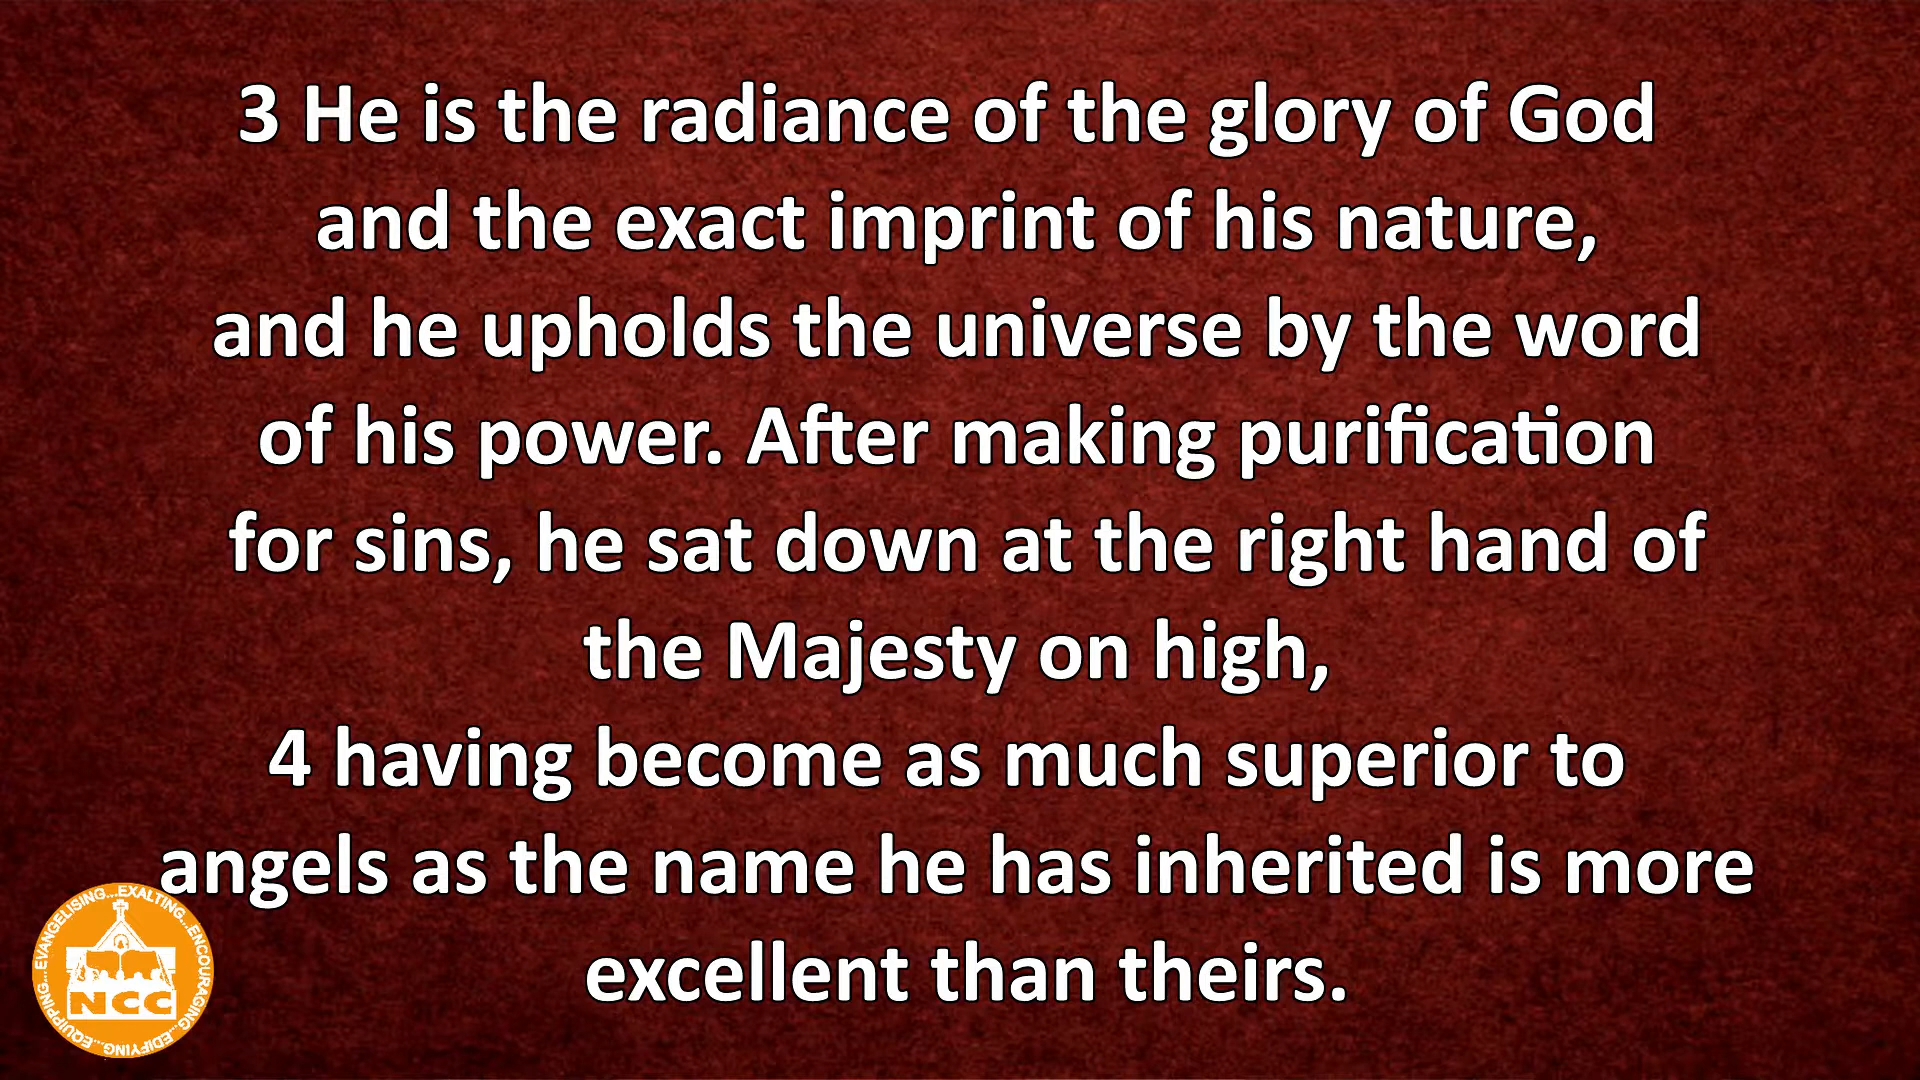 3 He is the radiance of the glory of God
and the exact imprint of his nature,
and he upholds the universe by the word
of his power. After making purification
for sins, he sat down at the right hand of
the Majesty on high,
4 having become as much superior to
angels as the name he has inherited is more
excellent than theirs.
EVANGELISING...EXALTING...ENCOURAGING...EDIFYING...EQUIPPING...
NCC